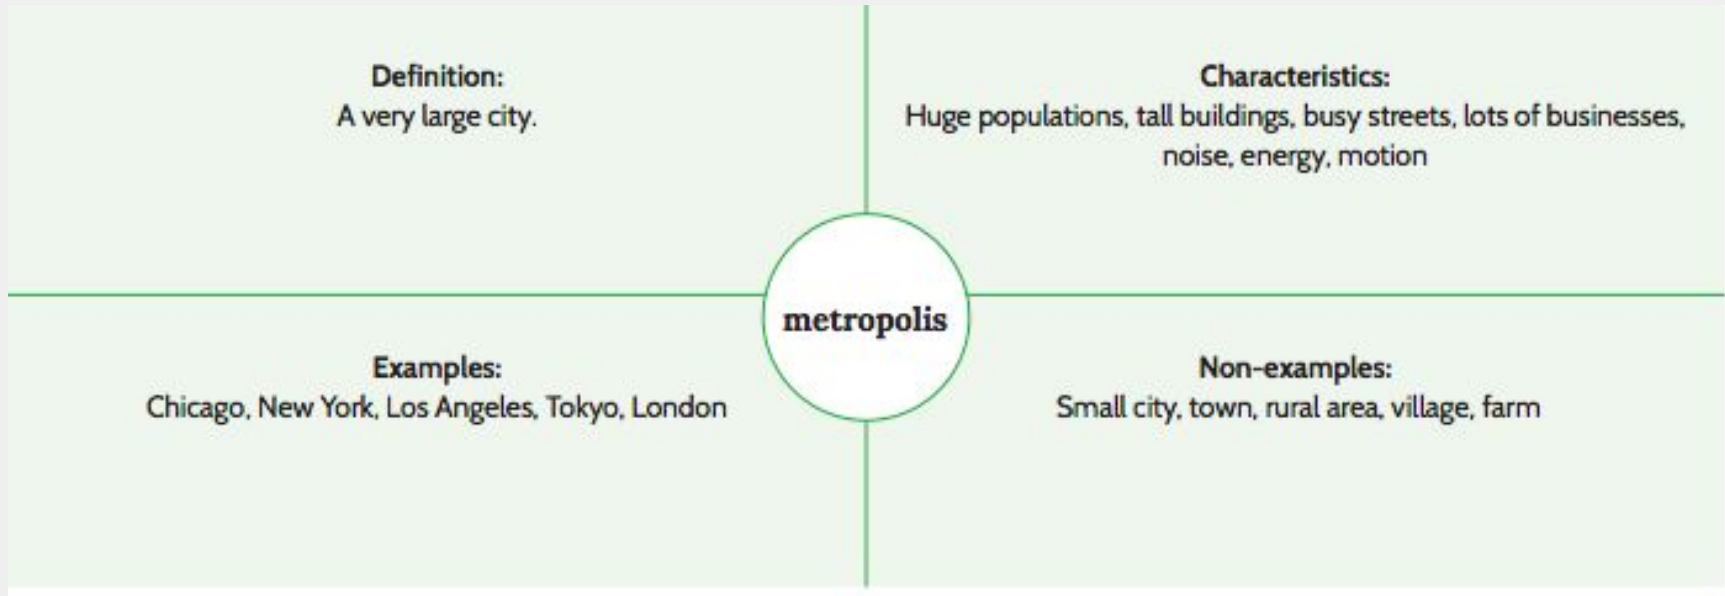 Definition:
A very large city.
Characteristics:
Huge populations, tall buildings, busy streets, lots of businesses,
noise, energy, motion
metropolis
Examples:
Chicago, New York, Los Angeles, Tokyo, London
Non-examples:
Small city, town, rural area, village, farm